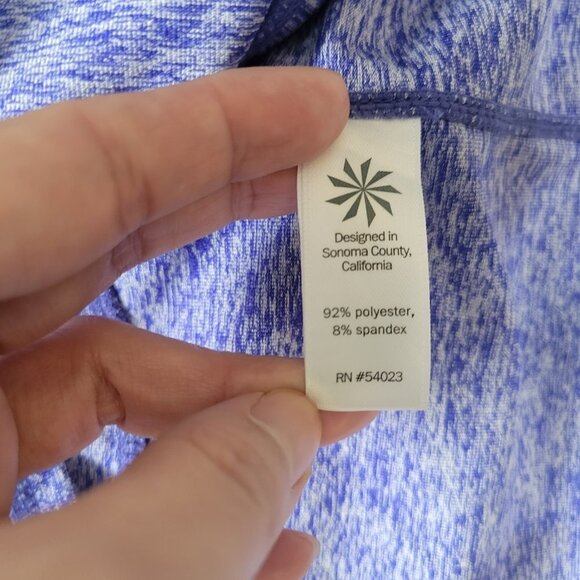 Designed in
Sonoma County,
California
92% polyester,
8% spandex
RN #54023